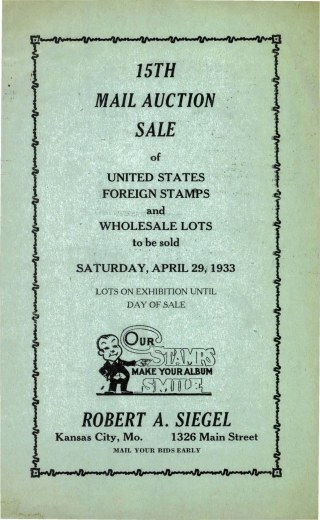 15TH
MAIL AUCTION
SALE
of
UNITED STATES
FOREIGN STAMPS
and
WHOLESALE LOTS
to be sold
SATURDAY, APRIL 29, 1933
LOTS ON EXHIBITION UNTIL
DAY OF SALE
OUR
STAMPS
MAKE YOUR ALBUM
SMILE
ROBERT A. SIEGEL
Kansas City, Mo. 1326 Main Street
MAIL YOUR BIDS EARLY